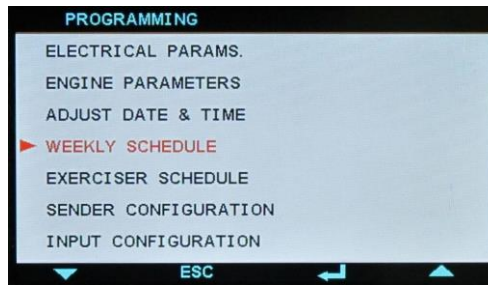 PROGRAMMING
ELECTRICAL PARAMS.
ENGINE PARAMETERS
ADJUST DATE & TIME
WEEKLY SCHEDULE
EXERCISER SCHEDULE
SENDER CONFIGURATION
INPUT CONFIGURATION
ESC